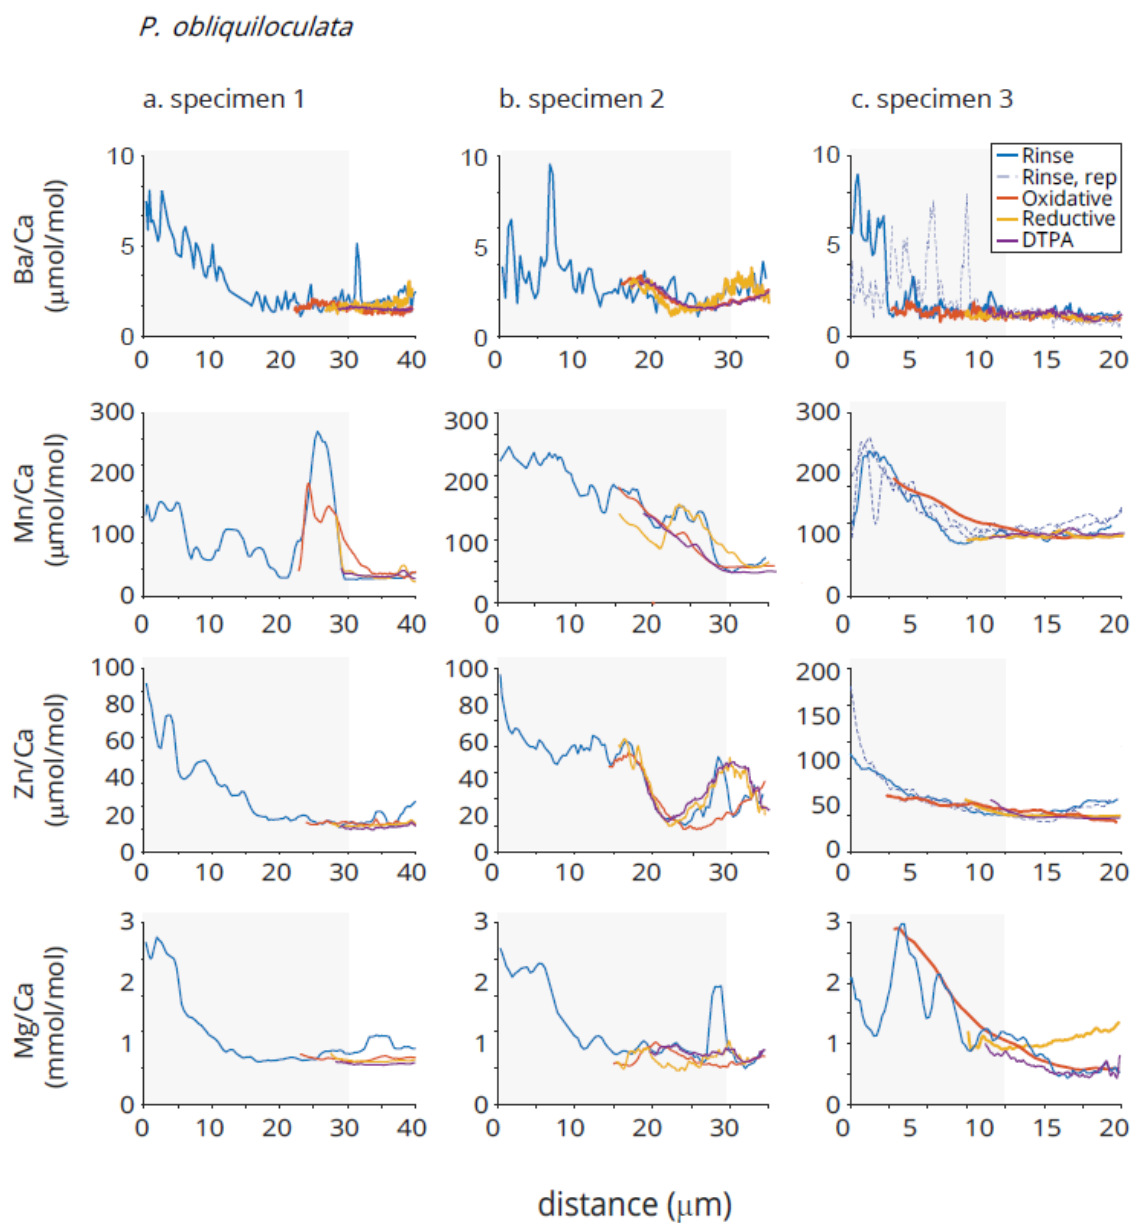 P. obliquiloculata
a. specimen 1
b. specimen 2
c. specimen 3
Ba/Ca
(μmol/mol)
10
5
0
0 10 20 30 40
10
5
0
0 10 20 30
10
5
0
0 5 10 15 20
Rinse
Rinse, rep
Oxidative
Reductive
DTPA
Mn/Ca
(μmol/mol)
300
200
100
0
0 10 20 30 40
300
200
100
0
0 10 20 30
300
200
100
0
0 5 10 15 20
Zn/Ca
(μmol/mol)
100
80
60
40
20
0
0 10 20 30 40
100
80
60
40
20
0
0 10 20 30
200
150
100
50
0
0 5 10 15 20
Mg/Ca
(mmol/mol)
3
2
1
0
0 10 20 30 40
3
2
1
0
0 10 20 30
3
2
1
0
0 5 10 15 20
distance (μm)